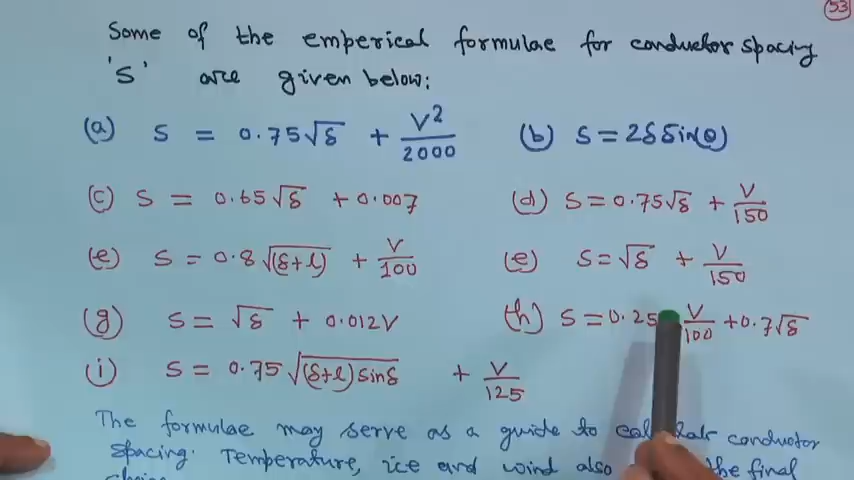 53
Some of the emperical formulae for conductor spacing
'S' are given below:
(a) S = 0.75√δ + V²/2000 (b) S = 2δ Sin(θ)
(c) S = 0.65√δ + 0.007 (d) S = 0.75√δ + V/150
(e) S = 0.8√(δ+l) + V/100 (e) S = √δ + V/150
(g) S = √δ + 0.012V (h) S = 0.25 V/100 + 0.7√δ
(i) S = 0.75√(δ+l)sinδ + V/125
The formulae may serve as a guide to conductor
spacing. Temperature, ice and wind also the final